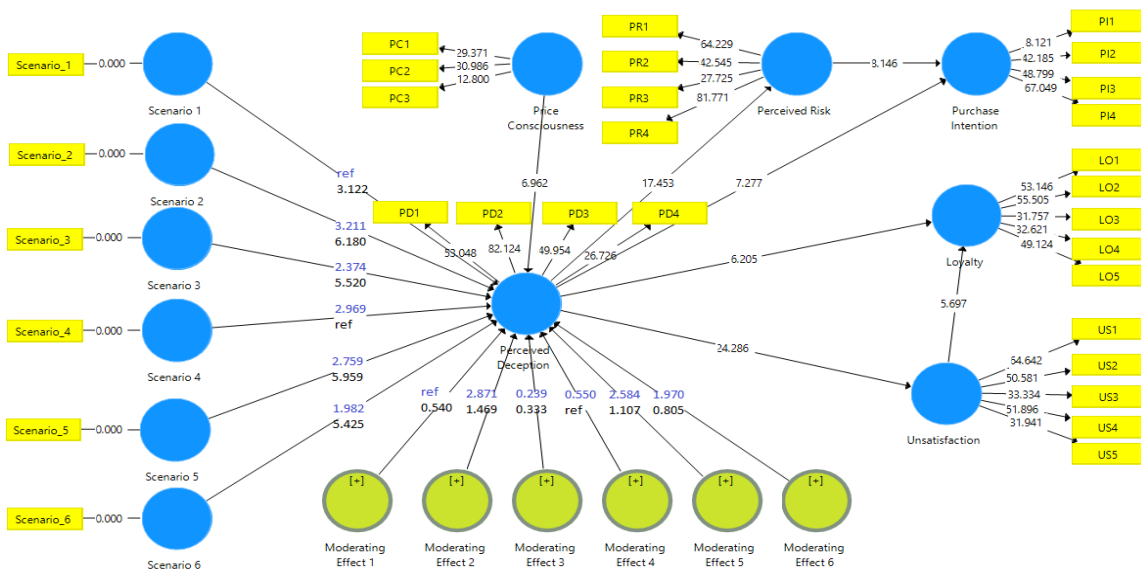 Scenario_1
0.000
Scenario 1
Scenario_2
0.000
Scenario 2
Scenario_3
0.000
Scenario 3
Scenario_4
0.000
Scenario 4
Scenario_5
0.000
Scenario 5
Scenario_6
0.000
Scenario 6
ref
3.122
3.211
6.180
2.374
5.520
2.969
ref
2.759
5.959
1.982
5.425
PC1
PC2
PC3
29.371
30.986
12.800
Price
Consciousness
6.962
PR1
PR2
PR3
PR4
64.229
42.545
27.725
81.771
Perceived Risk
8.146
PI1
PI2
PI3
PI4
8.121
42.185
48.799
67.049
Purchase
Intention
17.453
7.277
PD1
PD2
PD3
PD4
53.048
82.124
49.954
26.726
Perceived
Deception
6.205
24.286
LO1
LO2
LO3
LO4
LO5
53.146
55.505
31.757
32.621
49.124
Loyalty
5.697
US1
US2
US3
US4
US5
50.581
33.334
51.896
31.941
Unsatisfaction
ref
0.540
2.871
1.469
0.239
0.333
0.550
ref
2.584
1.107
1.970
0.805
[+]
[+]
[+]
[+]
[+]
[+]
Moderating
Effect 1
Moderating
Effect 2
Moderating
Effect 3
Moderating
Effect 4
Moderating
Effect 5
Moderating
Effect 6